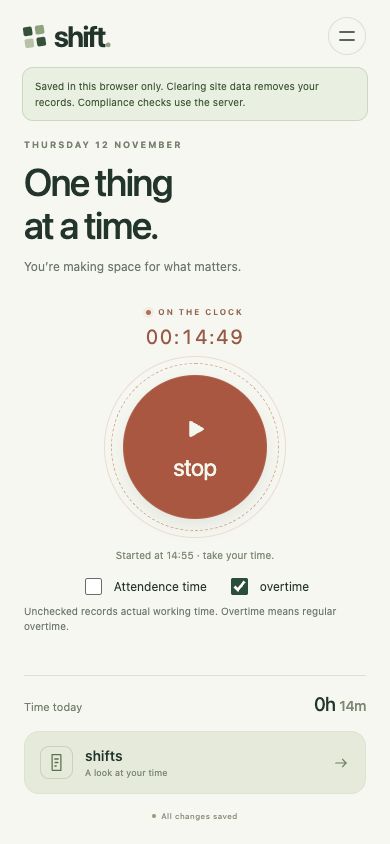 shift.
Saved in this browser only. Clearing site data removes your
records. Compliance checks use the server.
THURSDAY 12 NOVEMBER
One thing
at a time.
You’re making space for what matters.
ON THE CLOCK
00:14:49
stop
Started at 14:55 · take your time.
Attendence time
overtime
Unchecked records actual working time. Overtime means regular
overtime.
Time today
0h 14m
shifts
A look at your time
All changes saved